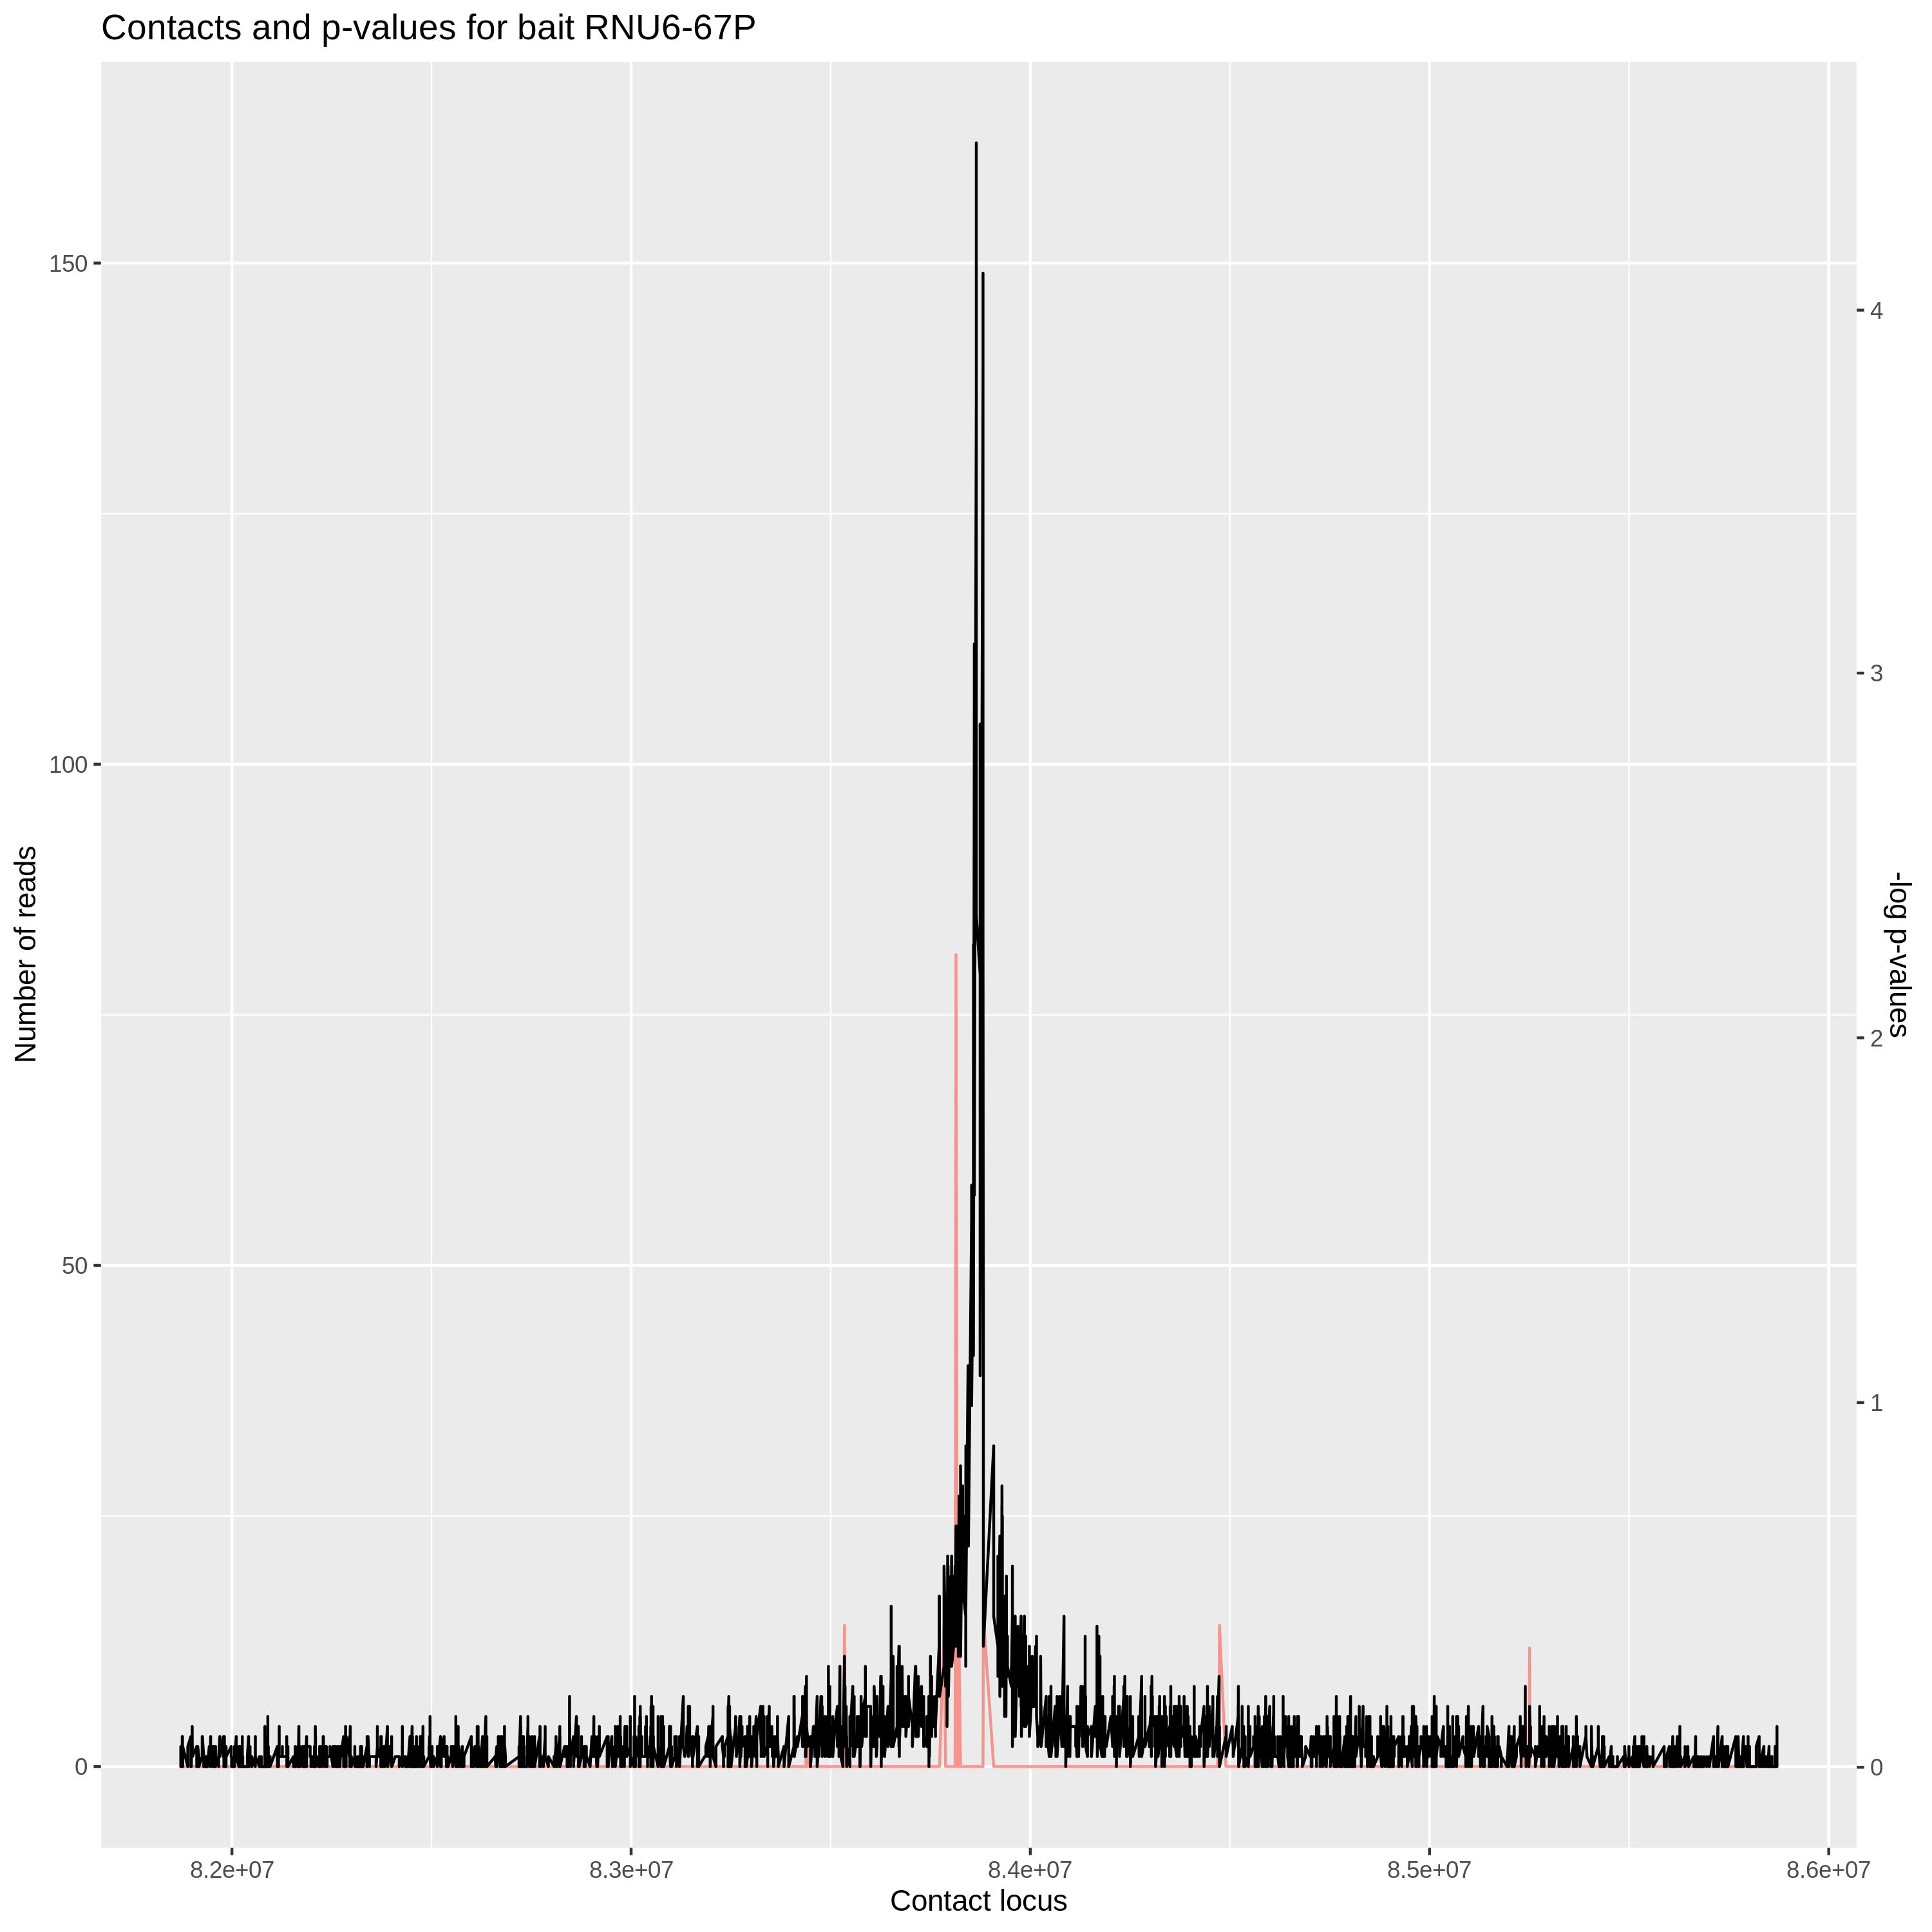 Contacts and p-values for bait RNU6-67P
150
100
50
0
Number of reads
4
3
2
1
0
-log p-values
8.2e+07
8.3e+07
8.4e+07
8.5e+07
8.6e+07
Contact locus